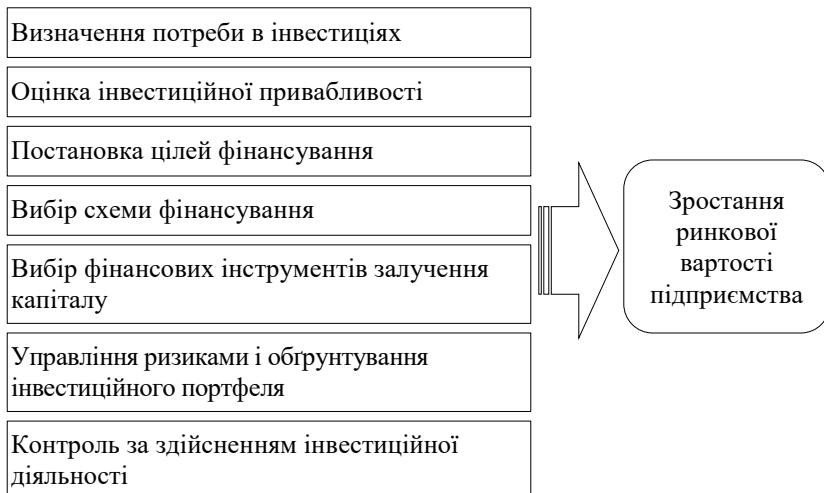 Визначення потреби в інвестиціях
Оцінка інвестиційної привабливості
Постановка цілей фінансування
Вибір схеми фінансування
Вибір фінансових інструментів залучення
капіталу
Управління ризиками і обґрунтування
інвестиційного портфеля
Контроль за здійсненням інвестиційної
діяльності
Зростання
ринкової
вартості
підприємства